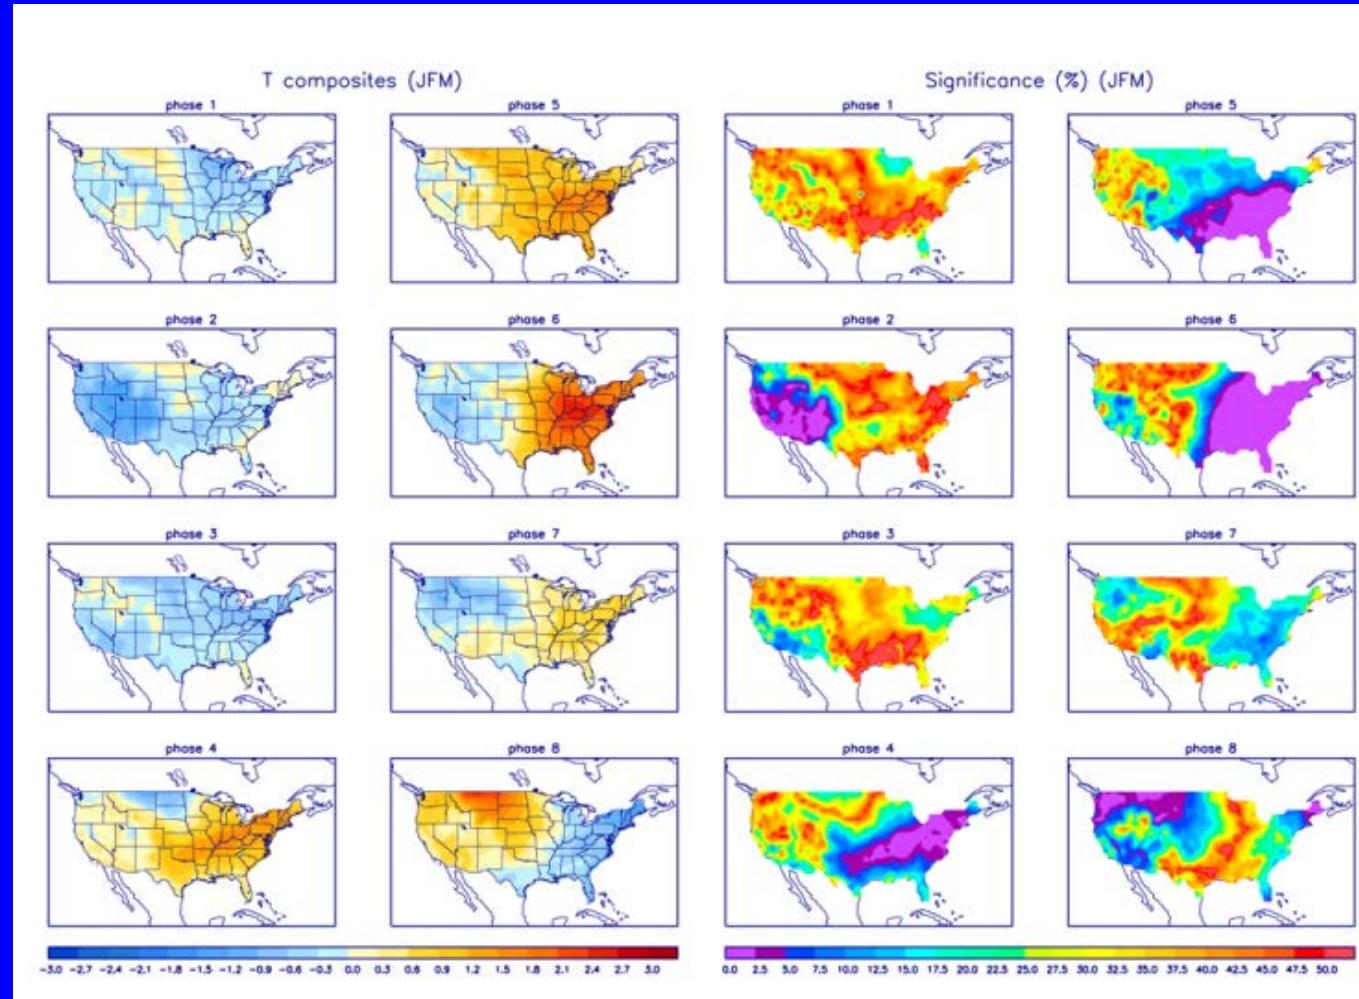 T composites (JFM) Significance (%) (JFM)
phase 1 phase 5 phase 1 phase 5
phase 2 phase 6 phase 2 phase 6
phase 3 phase 7 phase 3 phase 7
phase 4 phase 8 phase 4 phase 8
-3.0 -2.7 -2.4 -2.1 -1.8 -1.5 -1.2 -0.9 -0.6 -0.3 0.0 0.3 0.6 0.9 1.2 1.5 1.8 2.1 2.4 2.7 3.0 0.0 2.5 5.0 7.5 10.0 12.5 15.0 17.5 20.0 22.5 25.0 27.5 30.0 32.5 35.0 37.5 40.0 42.5 45.0 47.5 50.0